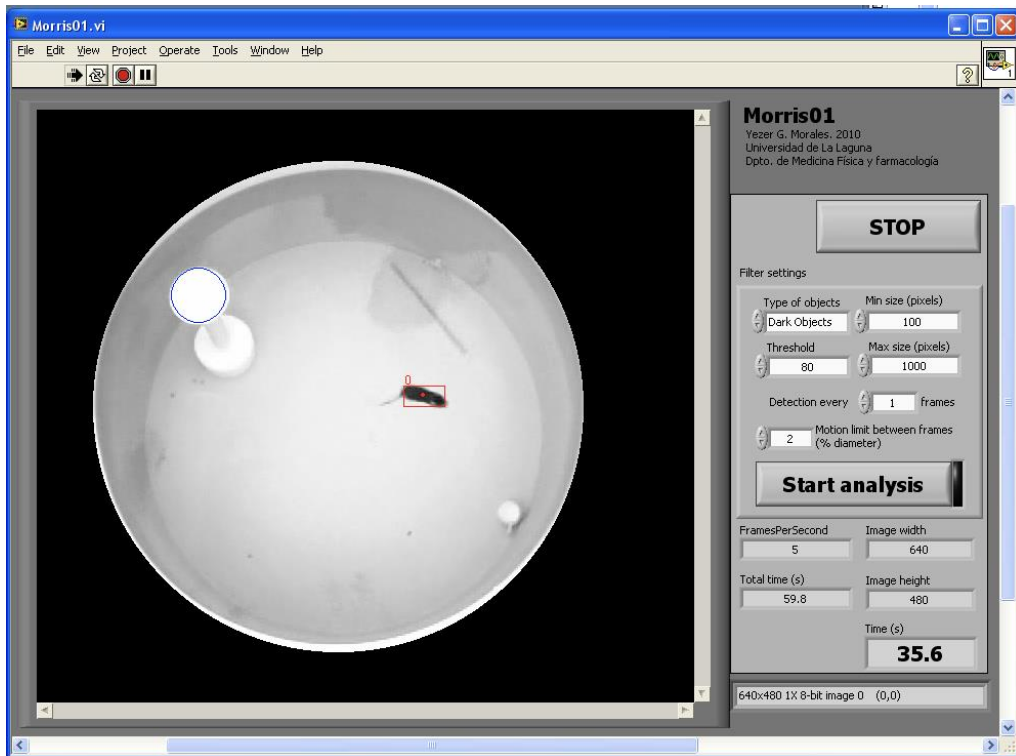 Morris01.vi
File Edit View Project Operate Tools Window Help
1
Morris01
Yezer G. Morales. 2010
Universidad de La Laguna
Dpto. de Medicina Física y farmacología
STOP
Filter settings
Type of objects Min size (pixels)
Dark Objects 100
Threshold Max size (pixels)
80 1000
Detection every 1 frames
2 Motion limit between frames
(% diameter)
Start analysis
FramesPerSecond Image width
5 640
Total time (s) Image height
59.8 480
Time (s)
35.6
640x480 1X 8-bit image 0 (0,0)
0